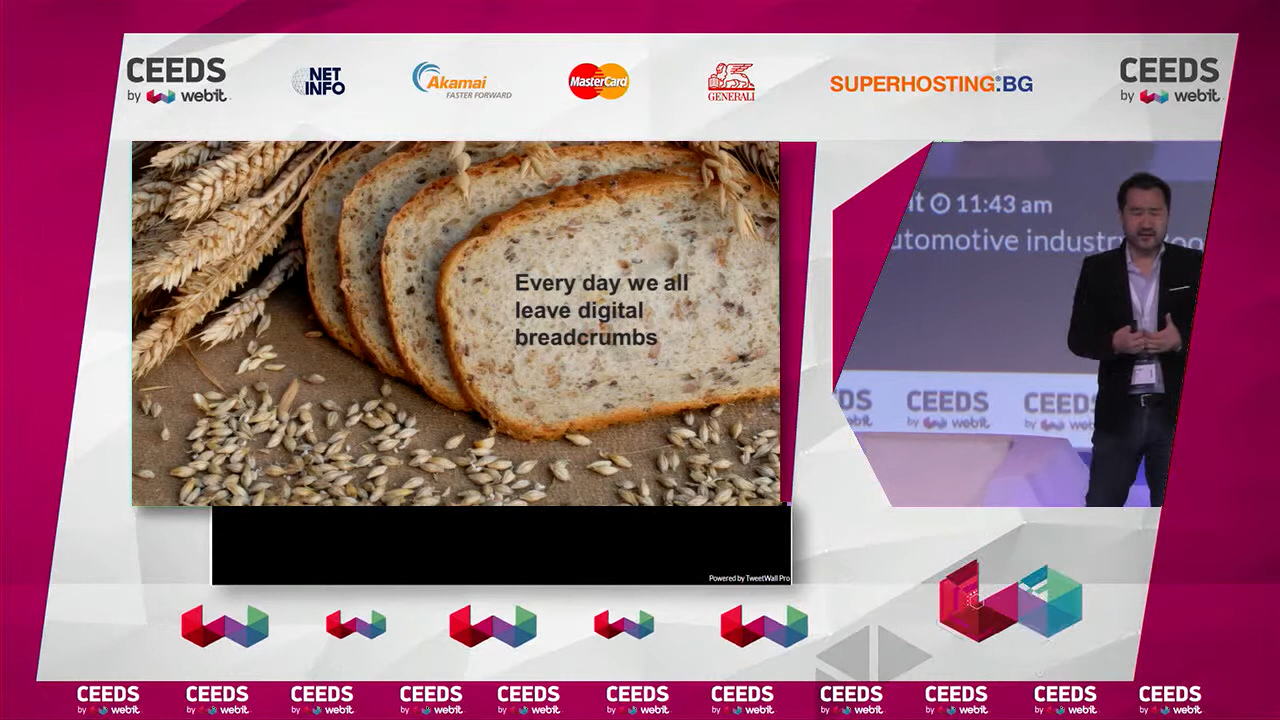 CEEDS
by webit
NET
INFO
Akamai
FASTER FORWARD
MasterCard
GENERALI
SUPERHOSTING.BG
CEEDS
by webit
Every day we all
leave digital
breadcrumbs
11:43 am
utomotive industry
CEEDS
by webit
CEEDS
by webit
Powered by TweetWall Pro
CEEDS CEEDS CEEDS CEEDS CEEDS CEEDS CEEDS CEEDS CEEDS CEEDS CEEDS
by webit by webit by webit by webit by webit by webit by webit by webit by webit by webit by webit